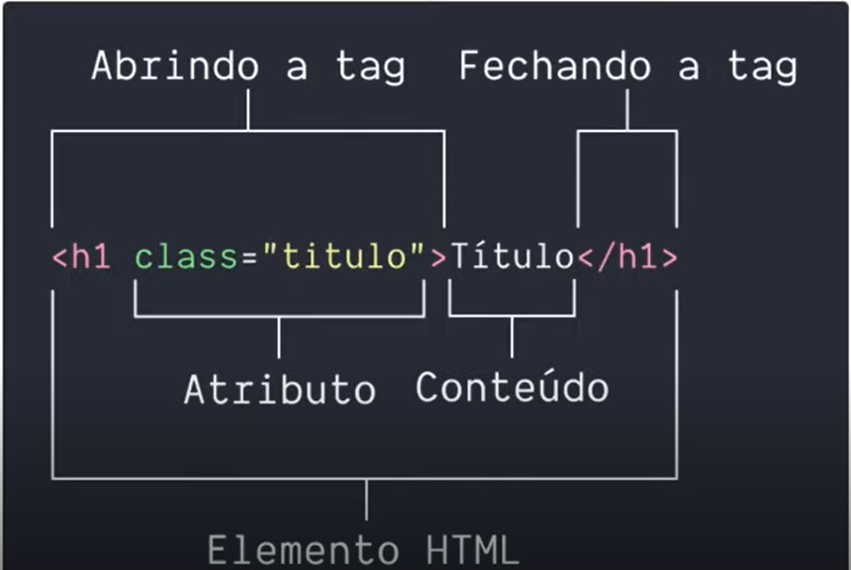 Abrindo a tag Fechando a tag
<h1 class="titulo">Título</h1>
Atributo Conteúdo
Elemento HTML